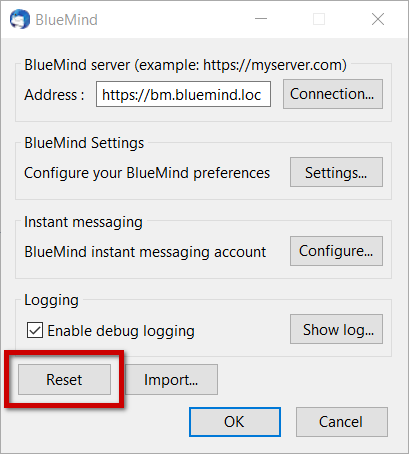 BlueMind
BlueMind server (example: https://myserver.com)
Address : https://bm.bluemind.loc Connection...
BlueMind Settings
Configure your BlueMind preferences Settings...
Instant messaging
BlueMind instant messaging account Configure...
Logging
Enable debug logging Show log...
Reset Import...
OK Cancel